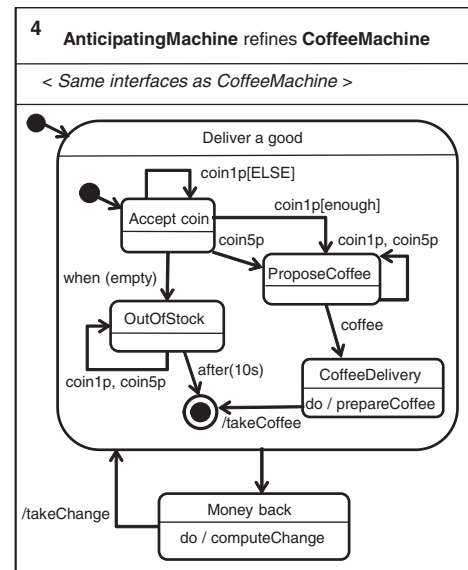 4
AnticipatingMachine refines CoffeeMachine
< Same interfaces as CoffeeMachine >
Deliver a good
coin1p[ELSE]
Accept coin
coin1p[enough]
coin5p
coin1p, coin5p
ProposeCoffee
when (empty)
OutOfStock
coffee
after(10s)
coin1p, coin5p
CoffeeDelivery
do / prepareCoffee
/takeCoffee
Money back
/takeChange
do / computeChange